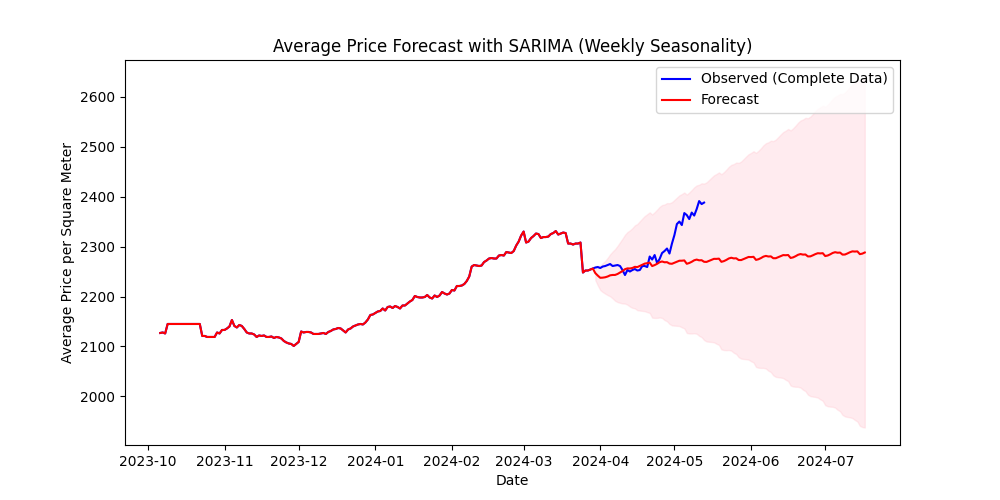 Average Price Forecast with SARIMA (Weekly Seasonality)
Observed (Complete Data)
Forecast
2600
2500
2400
2300
2200
2100
2000
Average Price per Square Meter
2023-10 2023-11 2023-12 2024-01 2024-02 2024-03 2024-04 2024-05 2024-06 2024-07
Date